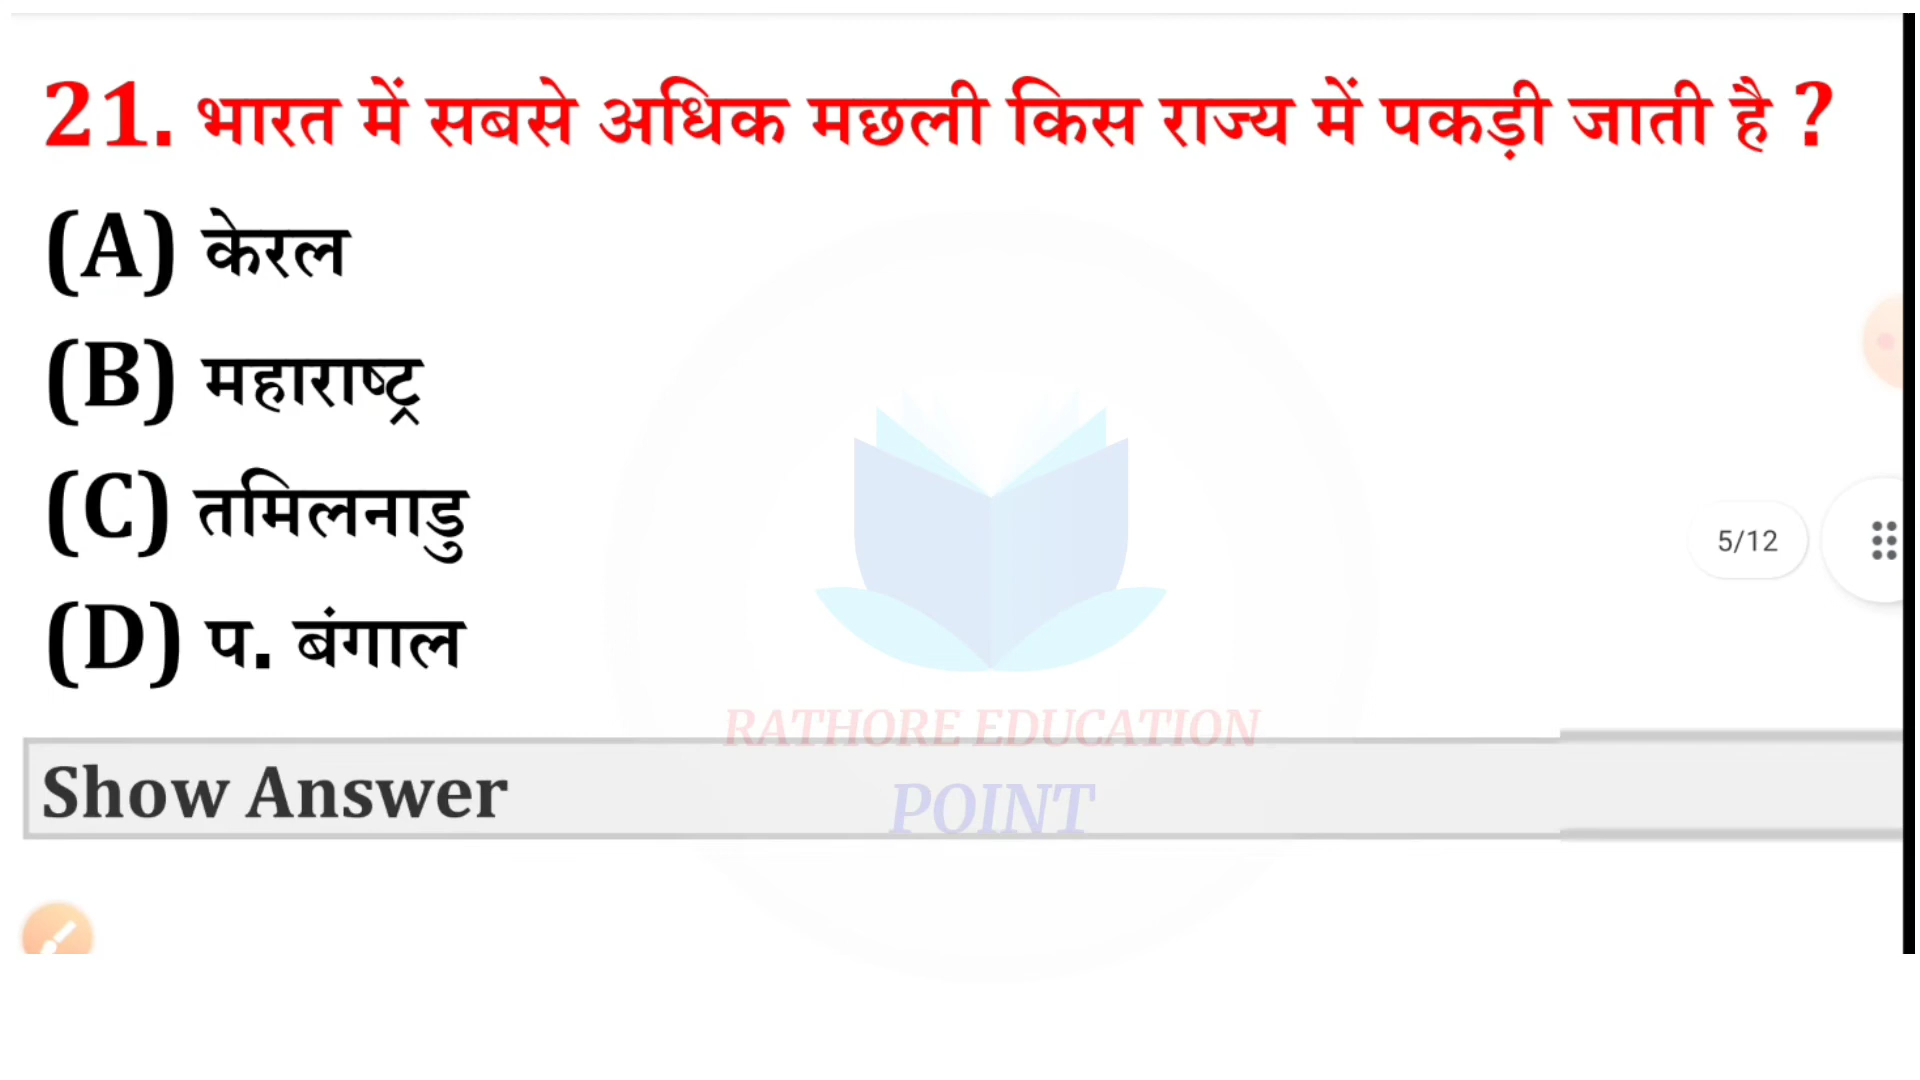 21. भारत में सबसे अधिक मछली किस राज्य में पकड़ी जाती है ?
(A) केरल
(B) महाराष्ट्र
(C) तमिलनाडु
5/12
(D) प. बंगाल
RATHORE EDUCATION
Show Answer
POINT